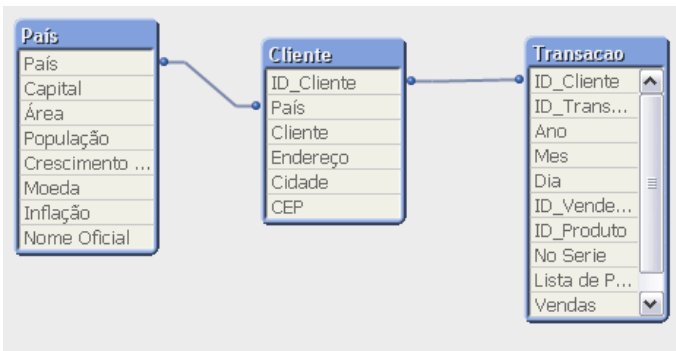 País
País
Capital
Área
População
Crescimento ...
Moeda
Inflação
Nome Oficial
Cliente
ID_Cliente
País
Cliente
Endereço
Cidade
CEP
Transacao
ID_Cliente
ID_Trans...
Ano
Mes
Dia
ID_Vende...
ID_Produto
No Serie
Lista de P...
Vendas